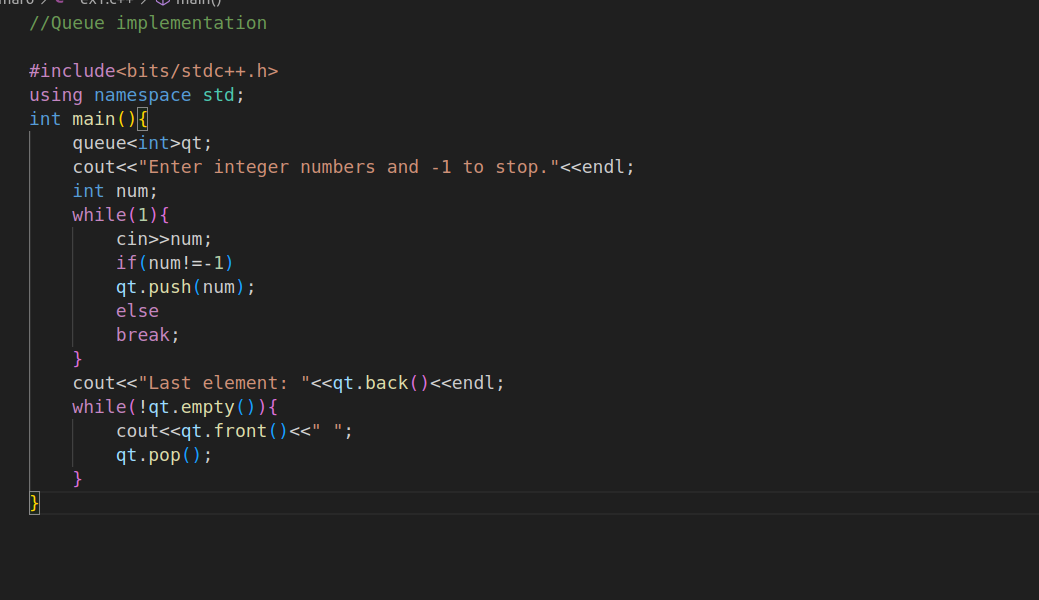 //Queue implementation
#include<bits/stdc++.h>
using namespace std;
int main(){
    queue<int>qt;
    cout<<"Enter integer numbers and -1 to stop."<<endl;
    int num;
    while(1){
        cin>>num;
        if(num!=-1)
        qt.push(num);
        else
        break;
    }
    cout<<"Last element: "<<qt.back()<<endl;
    while(!qt.empty()){
        cout<<qt.front()<<" ";
        qt.pop();
    }
}